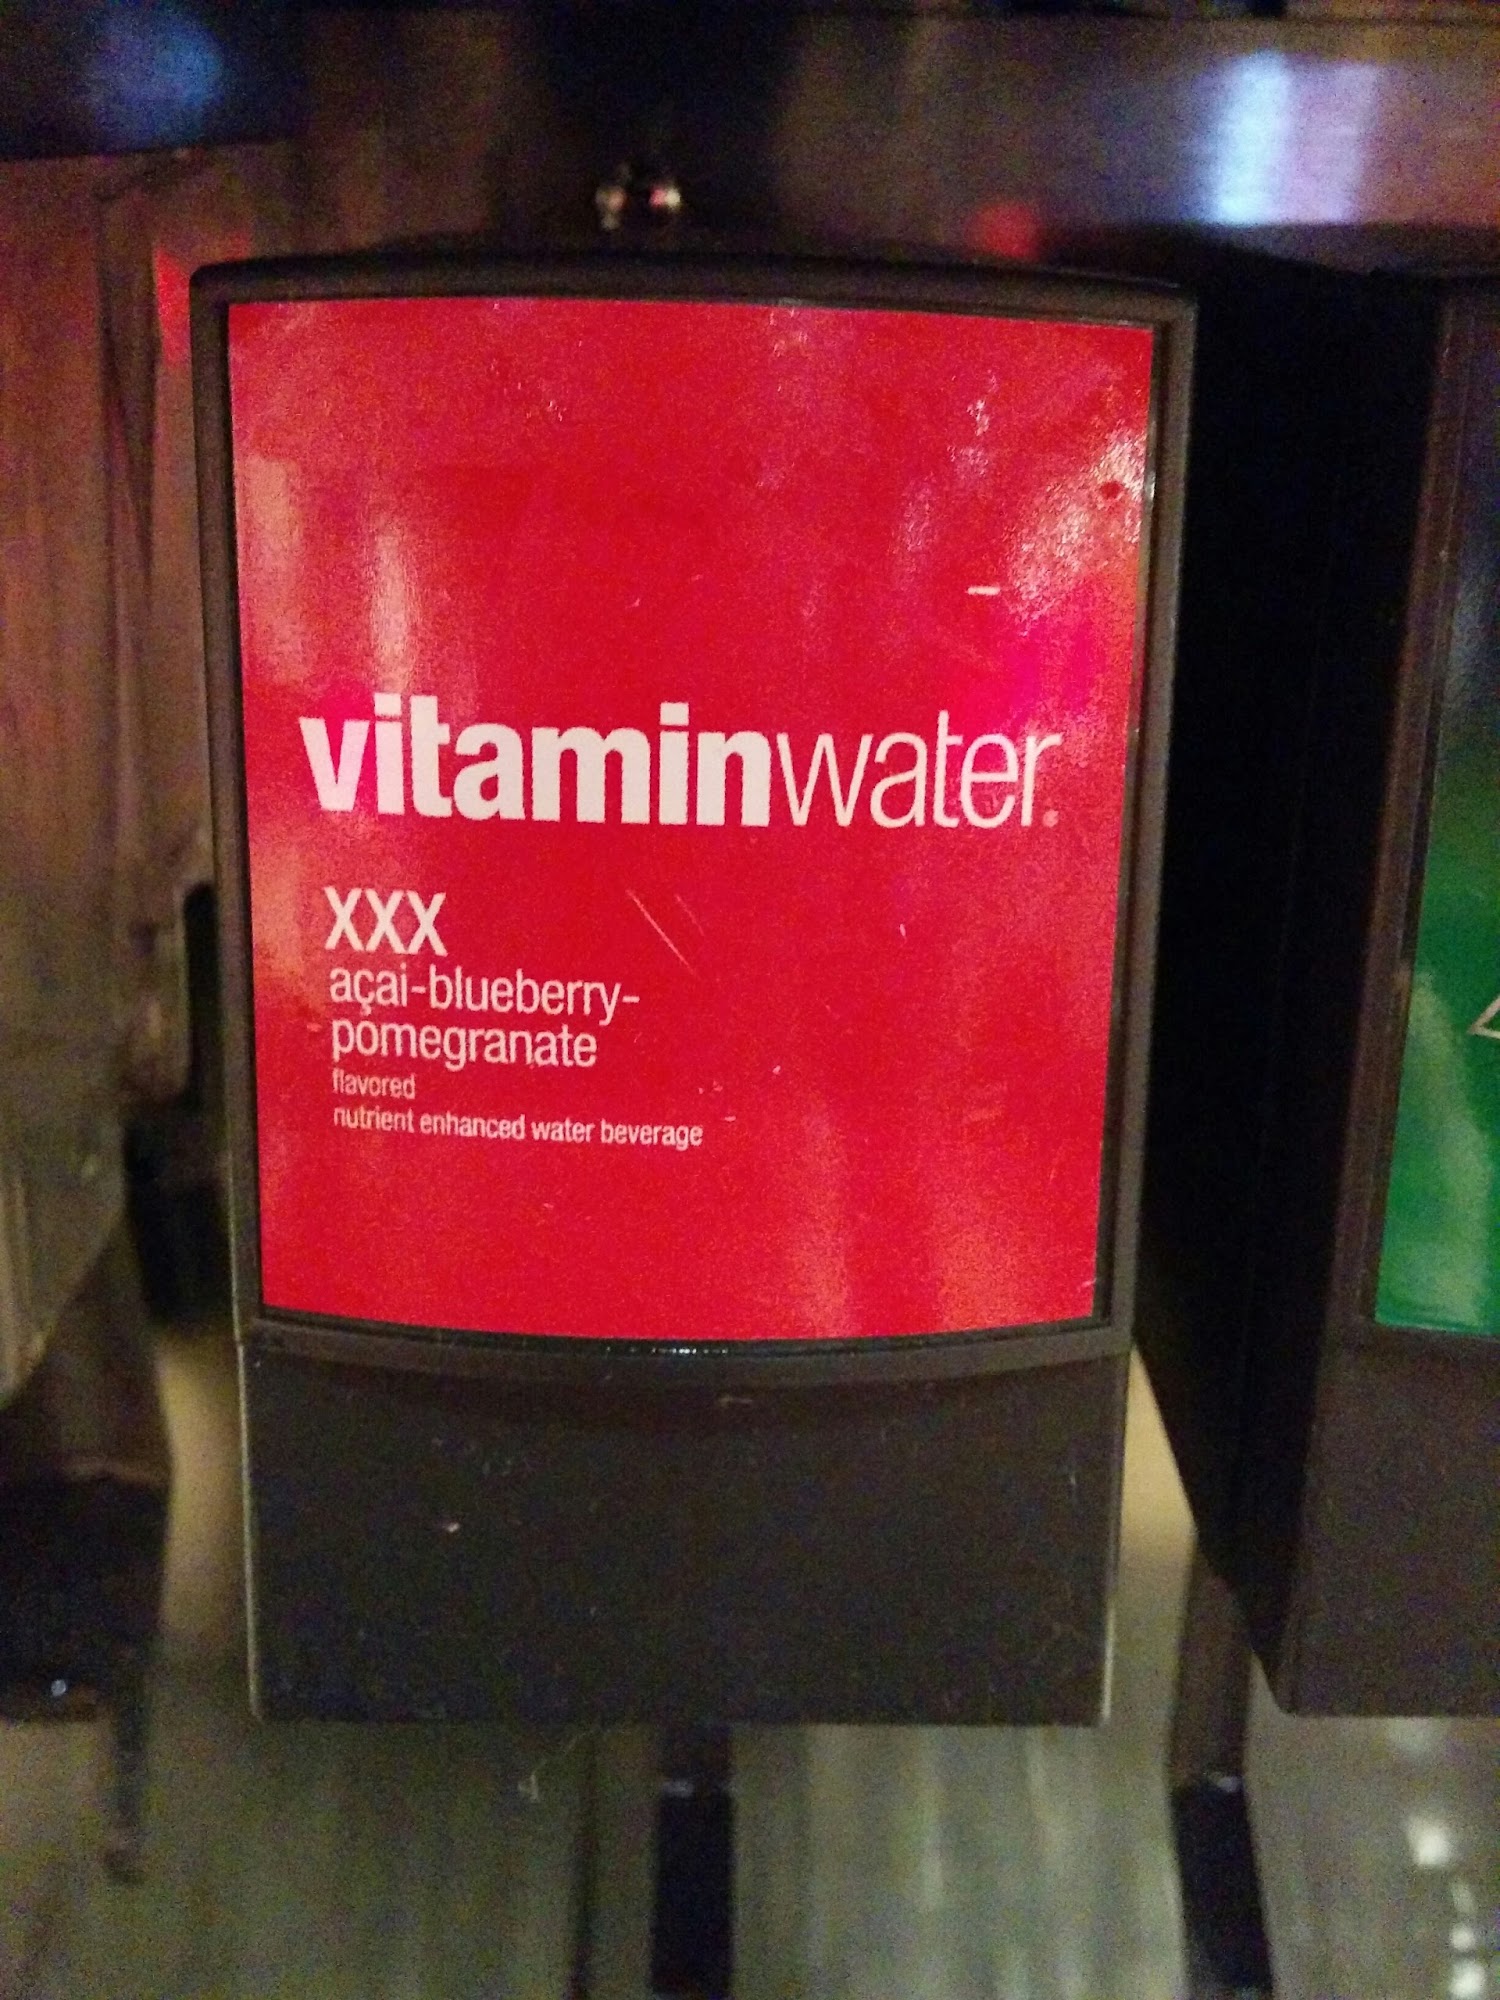 vitaminwater.
XXX
açai-blueberry-
pomegranate
flavored
nutrient enhanced water beverage